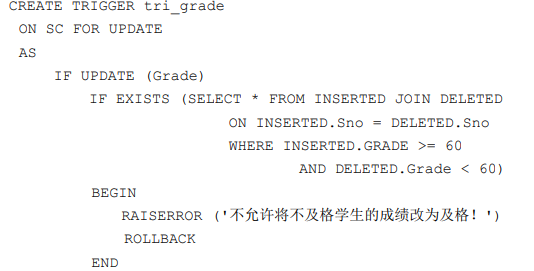 CREATE TRIGGER tri_grade
ON SC FOR UPDATE
AS
IF UPDATE (Grade)
IF EXISTS (SELECT * FROM INSERTED JOIN DELETED
ON INSERTED.Sno = DELETED.Sno
WHERE INSERTED.GRADE >= 60
AND DELETED.Grade < 60)
BEGIN
RAISERROR ('不允许将不及格学生的成绩改为及格！')
ROLLBACK
END